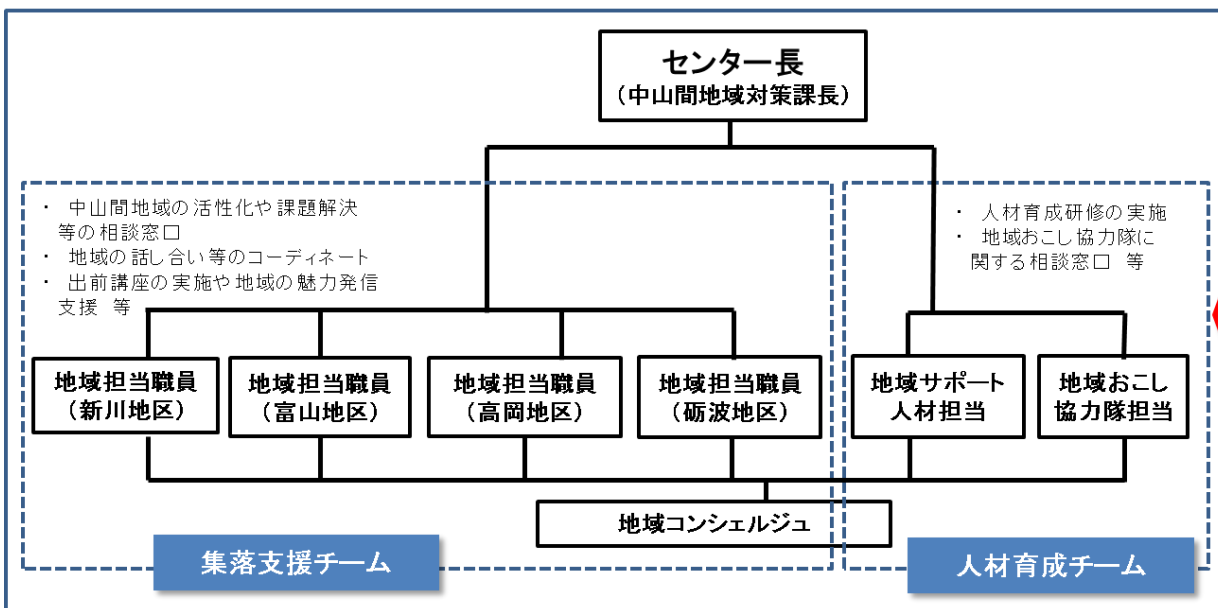 センター長
（中山間地域対策課長）
・ 中山間地域の活性化や課題解決
等の相談窓口
・ 地域の話し合い等のコーディネート
・ 出前講座の実施や地域の魅力発信
支援 等
・ 人材育成研修の実施
・ 地域おこし協力隊に
関する相談窓口 等
地域担当職員
（新川地区）
地域担当職員
（富山地区）
地域担当職員
（高岡地区）
地域担当職員
（砺波地区）
地域サポート
人材担当
地域おこし
協力隊担当
地域コンシェルジュ
集落支援チーム
人材育成チーム